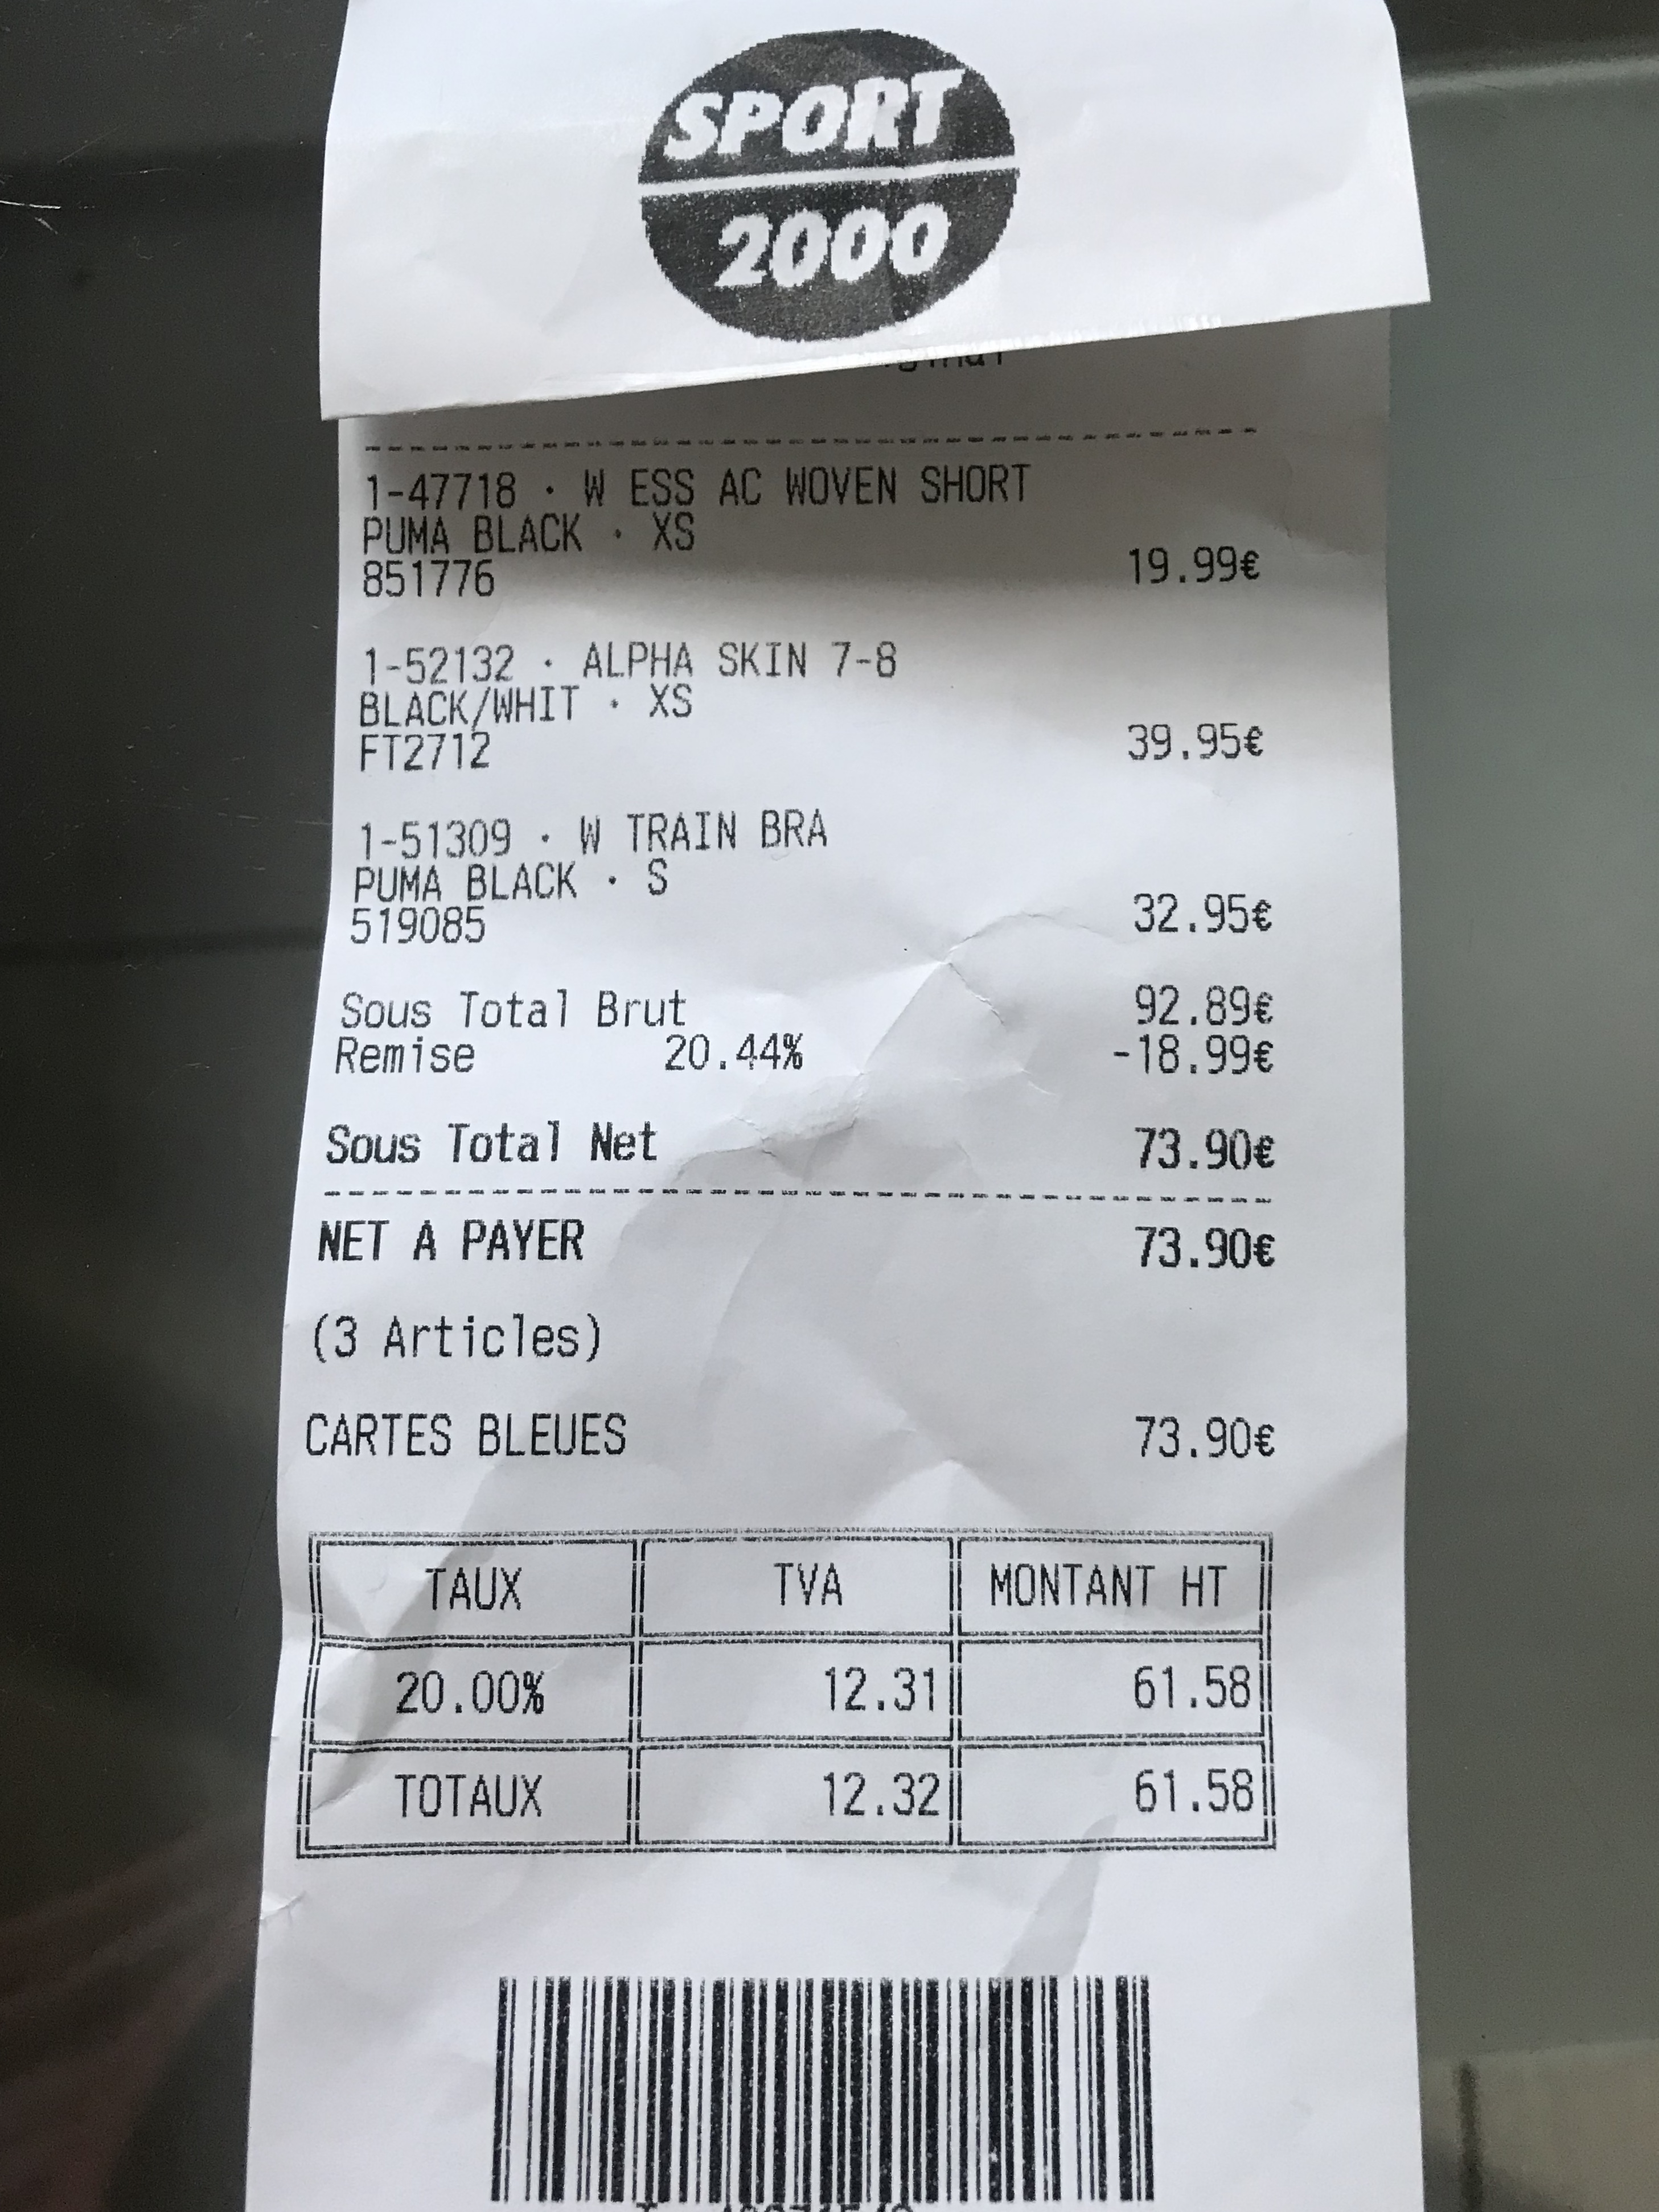 SPORT
2000
1-47718 · W ESS AC WOVEN SHORT
PUMA BLACK · XS
851776 19.99€
1-52132 · ALPHA SKIN 7-8
BLACK/WHIT · XS
FT2712 39.95€
1-51309 · W TRAIN BRA
PUMA BLACK · S
519085 32.95€
Sous Total Brut 92.89€
Remise 20.44% -18.99€
Sous Total Net 73.90€
NET A PAYER 73.90€
(3 Articles)
CARTES BLEUES 73.90€
TAUX TVA MONTANT HT
20.00% 12.31 61.58
TOTAUX 12.32 61.58